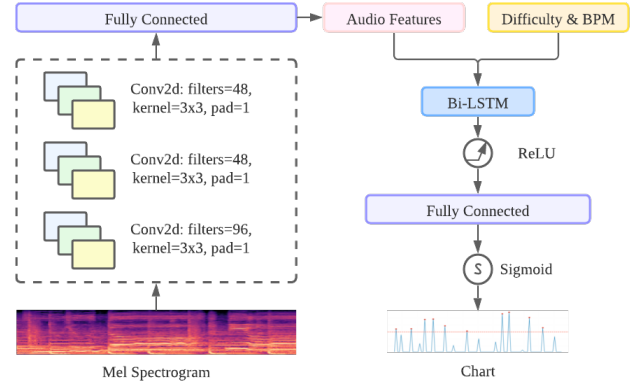 Fully Connected
Audio Features
Difficulty & BPM
Conv2d: filters=48,
kernel=3x3, pad=1
Conv2d: filters=48,
kernel=3x3, pad=1
Conv2d: filters=96,
kernel=3x3, pad=1
Mel Spectrogram
Bi-LSTM
ReLU
Fully Connected
Sigmoid
Chart